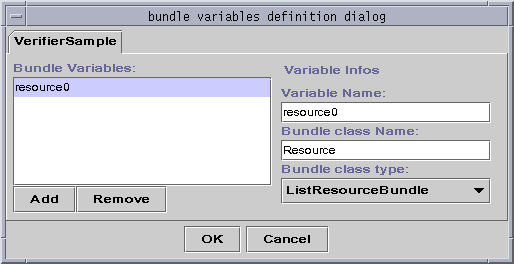 bundle variables definition dialog
VerifierSample
Bundle Variables:
resource0
Add
Remove
Variable Infos
Variable Name:
resource0
Bundle class Name:
Resource
Bundle class type:
ListResourceBundle
OK
Cancel